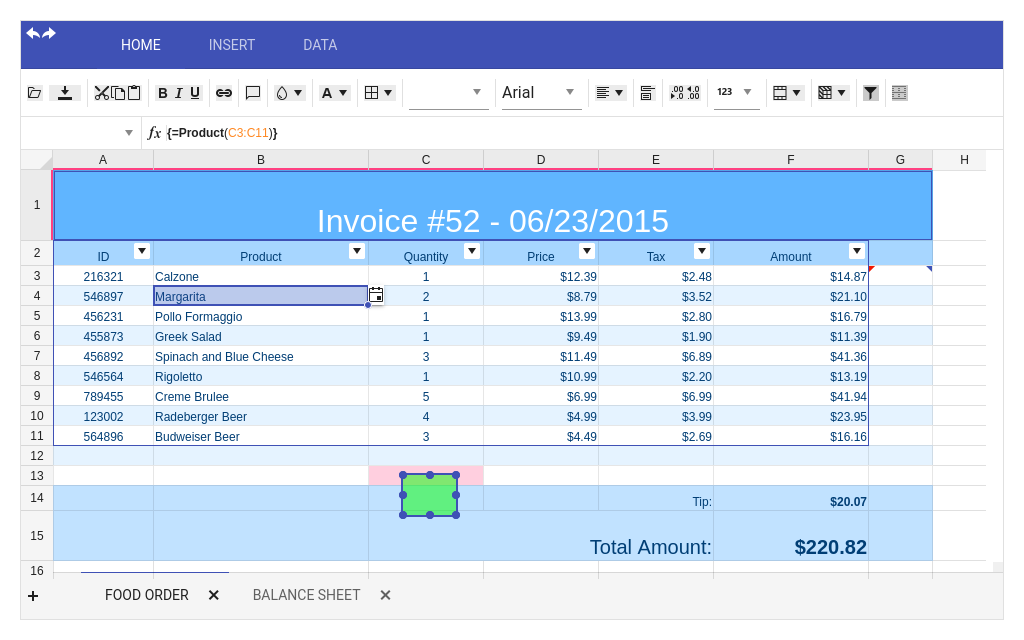 HOME INSERT DATA
B I U A Arial .00 .0 .0 .00 123
fx {=Product(C3:C11)}
A B C D E F G H
1 Invoice #52 - 06/23/2015
2 ID Product Quantity Price Tax Amount
3 216321 Calzone 1 $12.39 $2.48 $14.87
4 546897 Margarita 2 $8.79 $3.52 $21.10
5 456231 Pollo Formaggio 1 $13.99 $2.80 $16.79
6 455873 Greek Salad 1 $9.49 $1.90 $11.39
7 456892 Spinach and Blue Cheese 3 $11.49 $6.89 $41.36
8 546564 Rigoletto 1 $10.99 $2.20 $13.19
9 789455 Creme Brulee 5 $6.99 $6.99 $41.94
10 123002 Radeberger Beer 4 $4.99 $3.99 $23.95
11 564896 Budweiser Beer 3 $4.49 $2.69 $16.16
12
13
14 Tip: $20.07
15 Total Amount: $220.82
16
+ FOOD ORDER × BALANCE SHEET ×